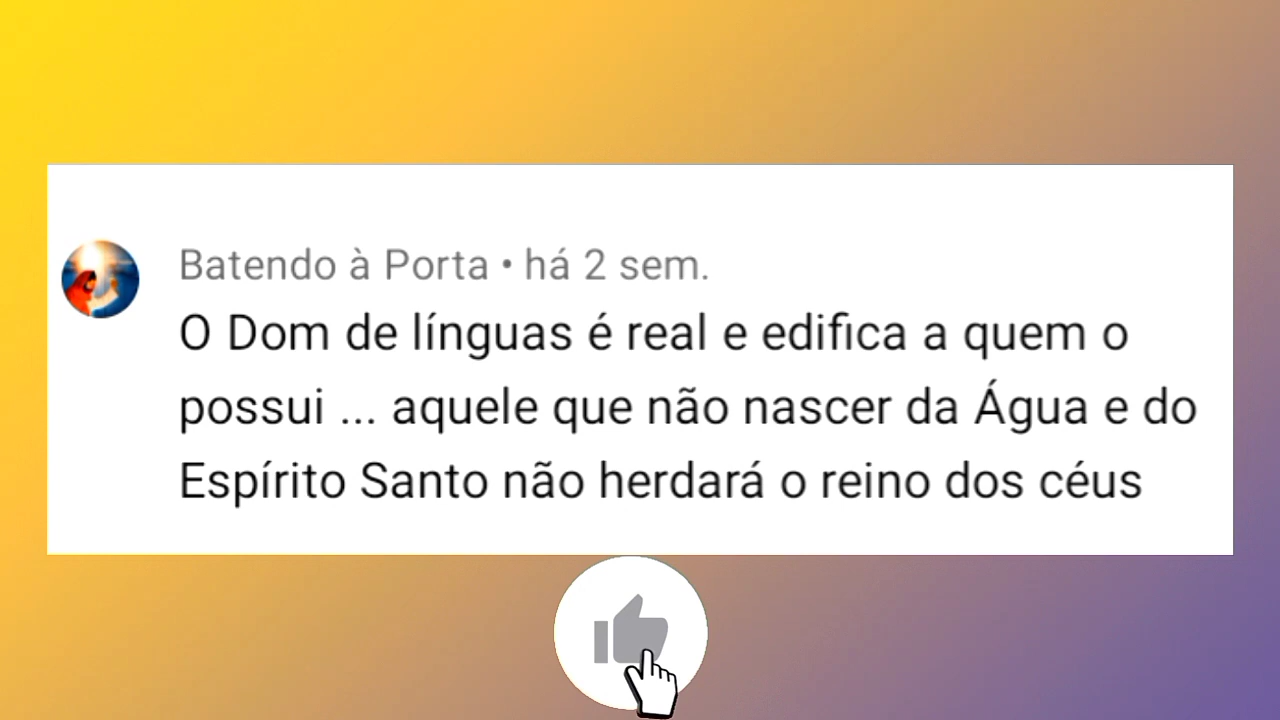 Batendo à Porta • há 2 sem.
O Dom de línguas é real e edifica a quem o
possui ... aquele que não nascer da Água e do
Espírito Santo não herdará o reino dos céus